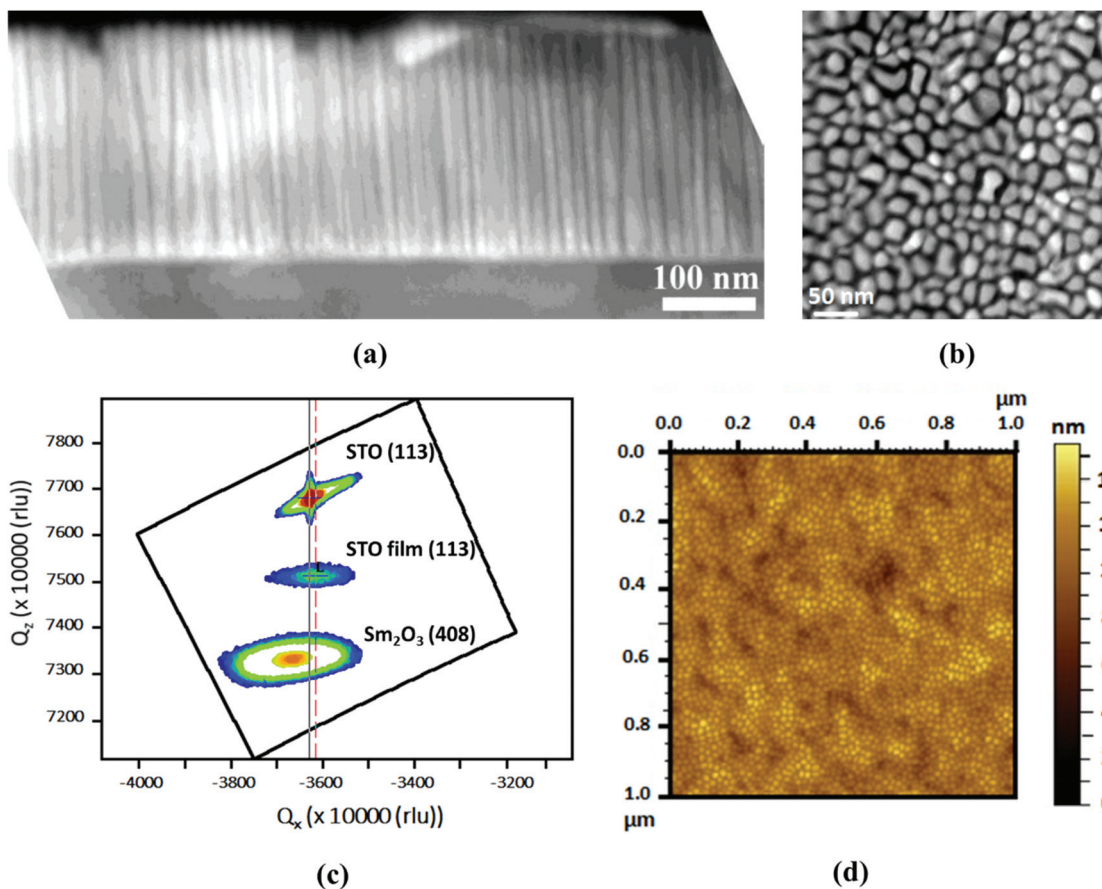 100 nm
50 nm
(a)
(b)
STO (113)
STO film (113)
L
Sm₂O₃ (408)
7800
7700
7600
7500
7400
7300
7200
Qz (x 10000 (rlu))
-4000
-3800
-3600
-3400
-3200
Qx (x 10000 (rlu))
(c)
µm
0.0
0.2
0.4
0.6
0.8
1.0
nm
0.0
0.2
0.4
0.6
0.8
1.0
µm
(d)